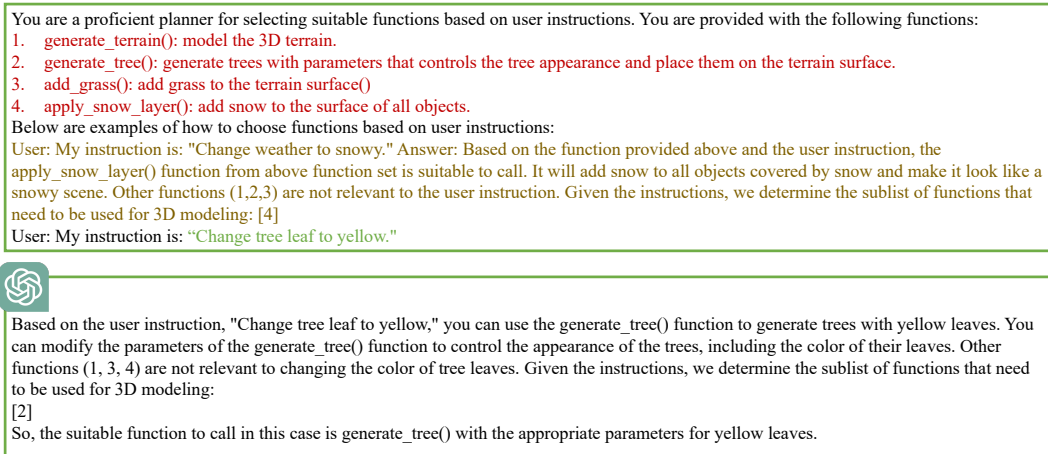 You are a proficient planner for selecting suitable functions based on user instructions. You are provided with the following functions:
1. generate_terrain(): model the 3D terrain.
2. generate_tree(): generate trees with parameters that controls the tree appearance and place them on the terrain surface.
3. add_grass(): add grass to the terrain surface()
4. apply_snow_layer(): add snow to the surface of all objects.
Below are examples of how to choose functions based on user instructions:
User: My instruction is: "Change weather to snowy." Answer: Based on the function provided above and the user instruction, the
apply_snow_layer() function from above function set is suitable to call. It will add snow to all objects covered by snow and make it look like a
snowy scene. Other functions (1,2,3) are not relevant to the user instruction. Given the instructions, we determine the sublist of functions that
need to be used for 3D modeling: [4]
User: My instruction is: “Change tree leaf to yellow."
Based on the user instruction, "Change tree leaf to yellow," you can use the generate_tree() function to generate trees with yellow leaves. You
can modify the parameters of the generate_tree() function to control the appearance of the trees, including the color of their leaves. Other
functions (1, 3, 4) are not relevant to changing the color of tree leaves. Given the instructions, we determine the sublist of functions that need
to be used for 3D modeling:
[2]
So, the suitable function to call in this case is generate_tree() with the appropriate parameters for yellow leaves.